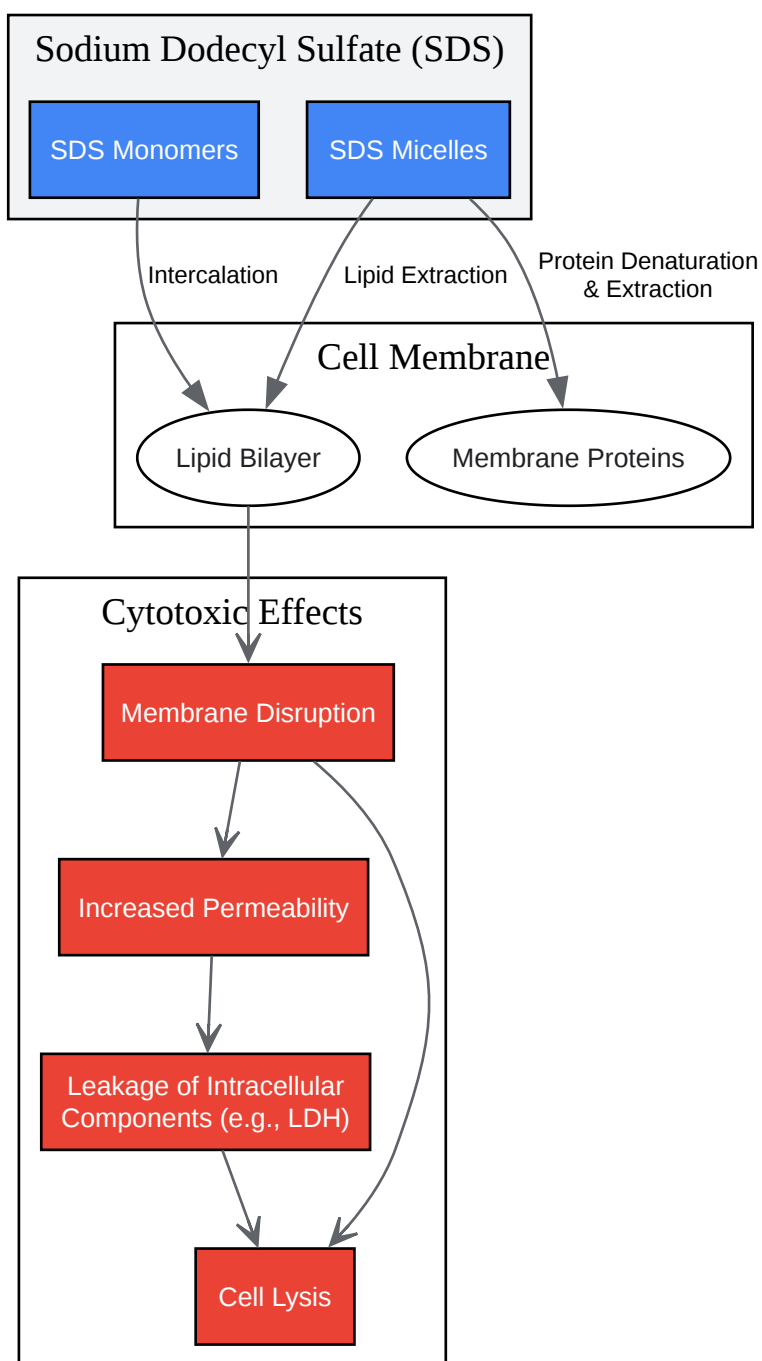 Sodium Dodecyl Sulfate (SDS)
SDS Monomers
SDS Micelles
Intercalation
Lipid Extraction
Protein Denaturation
& Extraction
Cell Membrane
Lipid Bilayer
Membrane Proteins
Cytotoxic Effects
Membrane Disruption
Increased Permeability
Leakage of Intracellular
Components (e.g., LDH)
Cell Lysis